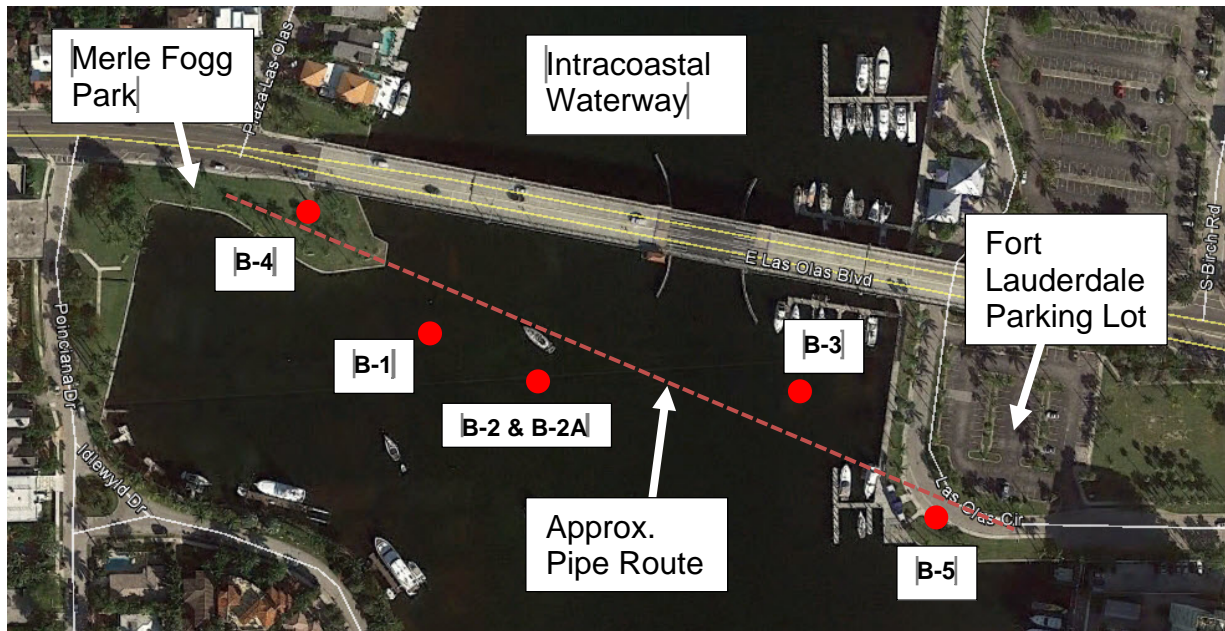 Merle Fogg
Park
Plaza Las Olas
Intracoastal
Waterway
S Birch Rd
Fort
Lauderdale
Parking Lot
B-4
E Las Olas Blvd
Poinciana Dr
B-1
B-3
B-2 & B-2A
Idlewyld Dr
Las Olas Cir
Approx.
Pipe Route
B-5